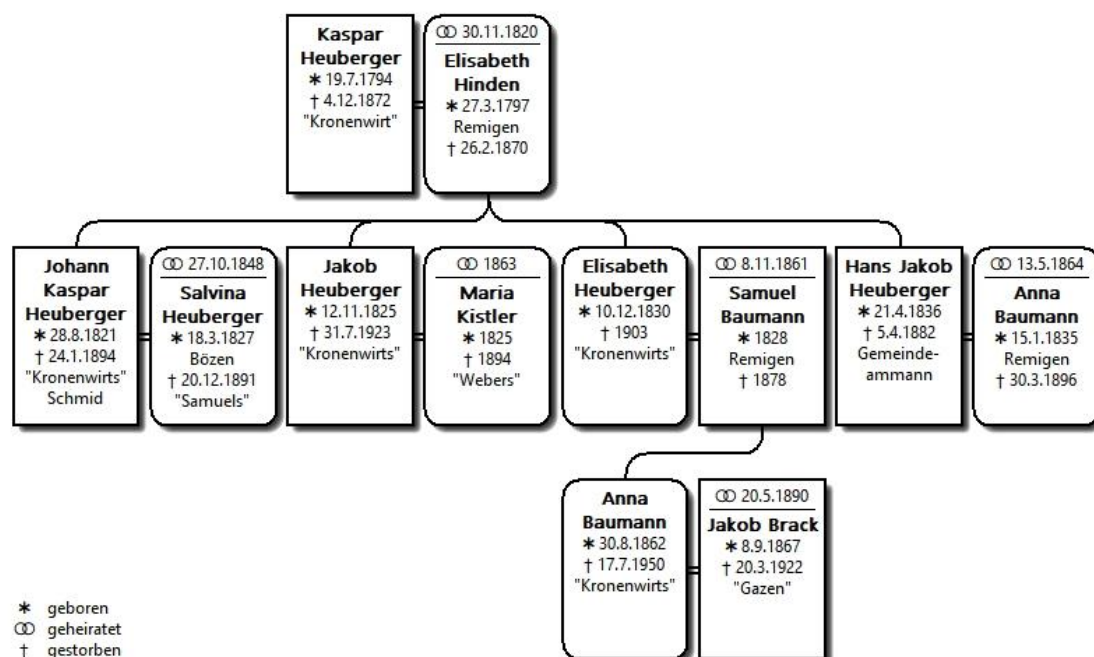 Kaspar
Heuberger
* 19.7.1794
† 4.12.1872
"Kronenwirt"
⚭ 30.11.1820
Elisabeth
Hinden
* 27.3.1797
Remigen
† 26.2.1870
Johann
Kaspar
Heuberger
* 28.8.1821
† 24.1.1894
"Kronenwirts"
Schmid
⚭ 27.10.1848
Salvina
Heuberger
* 18.3.1827
Bözen
† 20.12.1891
"Samuels"
Jakob
Heuberger
* 12.11.1825
† 31.7.1923
"Kronenwirts"
⚭ 1863
Maria
Kistler
* 1825
† 1894
"Webers"
Elisabeth
Heuberger
* 10.12.1830
† 1903
"Kronenwirts"
⚭ 8.11.1861
Samuel
Baumann
* 1828
Remigen
† 1878
Hans Jakob
Heuberger
* 21.4.1836
† 5.4.1882
Gemeinde-
ammann
⚭ 13.5.1864
Anna
Baumann
* 15.1.1835
Remigen
† 30.3.1896
Anna
Baumann
* 30.8.1862
† 17.7.1950
"Kronenwirts"
⚭ 20.5.1890
Jakob Brack
* 8.9.1867
† 20.3.1922
"Gazen"
* geboren
⚭ geheiratet
† gestorben